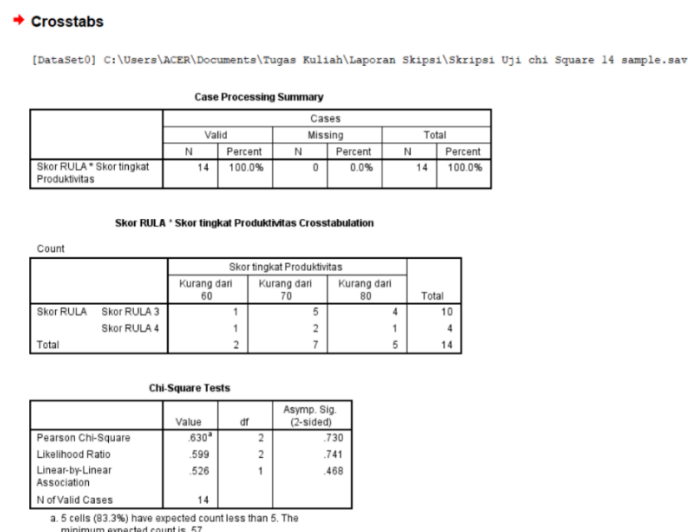 Crosstabs
[DataSet0] C:\Users\ACER\Documents\Tugas Kuliah\Laporan Skipsi\Skripsi Uji chi Square 14 sample.sav
Case Processing Summary
Cases
Valid Missing Total
N Percent N Percent N Percent
Skor RULA * Skor tingkat Produktivitas 14 100.0% 0 0.0% 14 100.0%
Skor RULA * Skor tingkat Produktivitas Crosstabulation
Count
Skor tingkat Produktivitas
Kurang dari 60 Kurang dari 70 Kurang dari 80 Total
Skor RULA Skor RULA 3 1 5 4 10
Skor RULA 4 1 2 1 4
Total 2 7 5 14
Chi-Square Tests
Value df Asymp. Sig. (2-sided)
Pearson Chi-Square .630a 2 .730
Likelihood Ratio .599 2 .741
Linear-by-Linear Association .526 1 .468
N of Valid Cases 14
a. 5 cells (83.3%) have expected count less than 5. The
minimum expected count is .57.